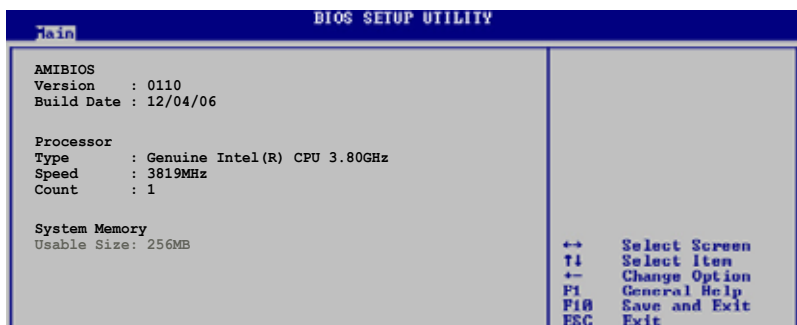 BIOS SETUP UTILITY
Main
AMIBIOS
Version : 0110
Build Date : 12/04/06
Processor
Type : Genuine Intel(R) CPU 3.80GHz
Speed : 3819MHz
Count : 1
System Memory
Usable Size: 256MB
↔ Select Screen
↑↓ Select Item
+- Change Option
F1 General Help
F10 Save and Exit
ESC Exit